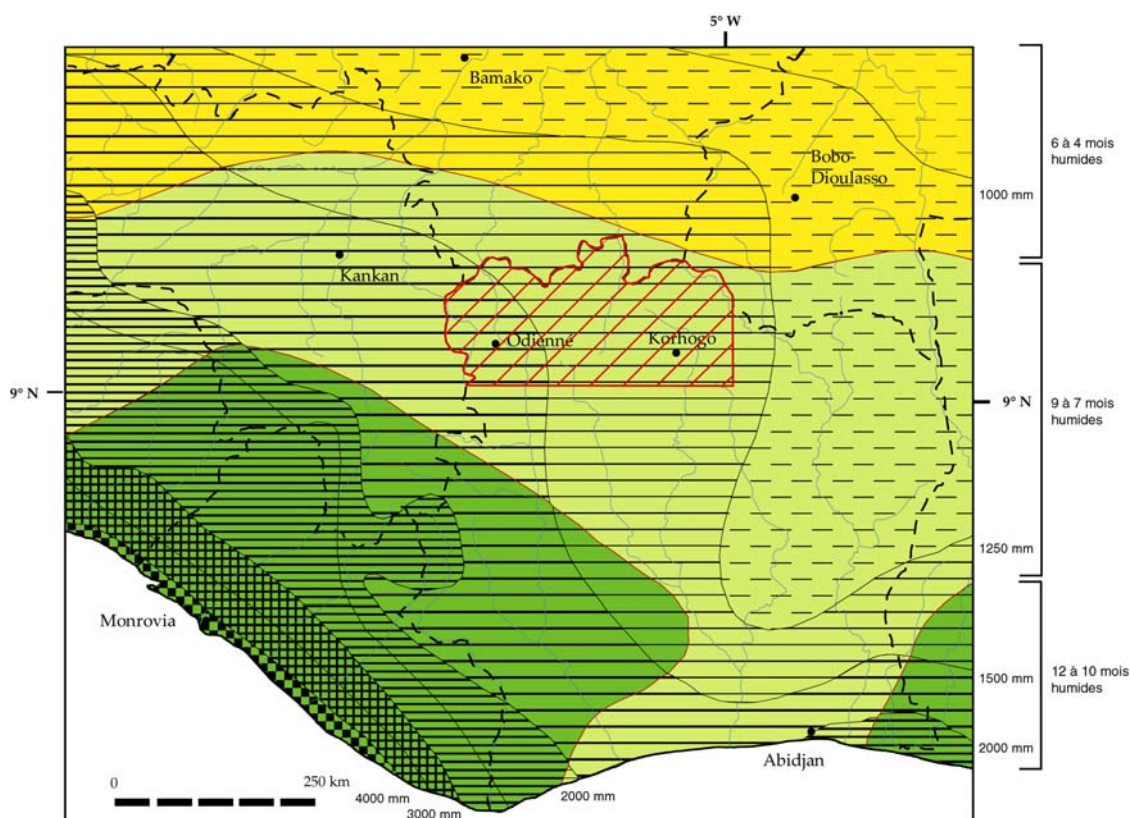 5° W
Bamako
6 à 4 mois
humides
Bobo-
Dioulasso
1000 mm
Kankan
Odienné
Korhogo
9° N
9° N
9 à 7 mois
humides
1250 mm
Monrovia
1500 mm
12 à 10 mois
humides
2000 mm
Abidjan
0
250 km
4000 mm
3000 mm
2000 mm